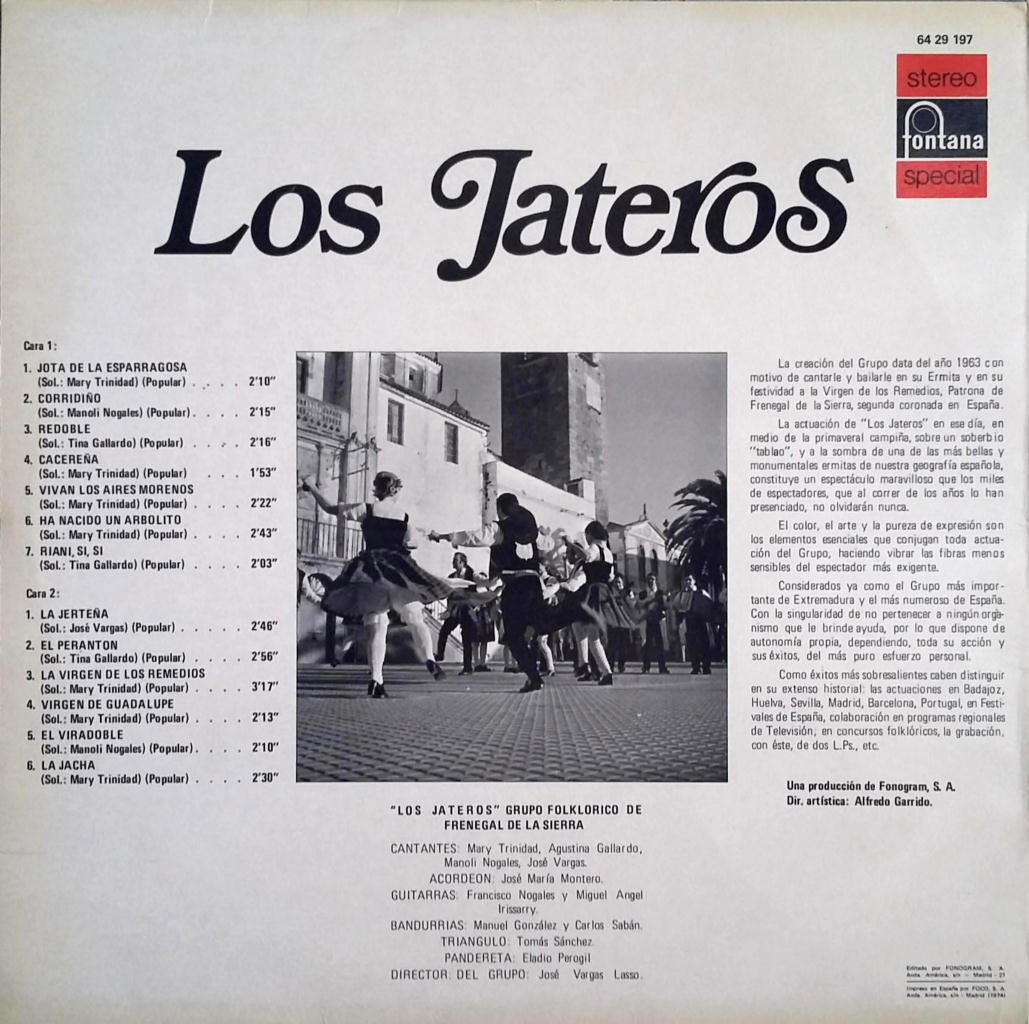 64 29 197
stereo
fontana
special
Los Jateros
Cara 1:
1. JOTA DE LA ESPARRAGOSA
(Sol.: Mary Trinidad) (Popular) . . . . 2'10"
2. CORRIDIÑO
(Sol.: Manoli Nogales) (Popular). . . . 2'15"
3. REDOBLE
(Sol.: Tina Gallardo) (Popular) . . . . 2'16"
4. CACEREÑA
(Sol.: Mary Trinidad) (Popular) . . . 1'53"
5. VIVAN LOS AIRES MORENOS
(Sol.: Mary Trinidad) (Popular) . . . . 2'22"
6. HA NACIDO UN ARBOLITO
(Sol.: Mary Trinidad) (Popular) . . . . 2'43"
7. RIANI, SI, SI
(Sol.: Tina Gallardo) (Popular) . . . . 2'03"
Cara 2:
1. LA JERTEÑA
(Sol.: José Vargas) (Popular) . . . . . 2'46"
2. EL PERANTON
(Sol.: Tina Gallardo) (Popular) . . . . 2'56"
3. LA VIRGEN DE LOS REMEDIOS
(Sol.: Mary Trinidad) (Popular) . . . . 3'17"
4. VIRGEN DE GUADALUPE
(Sol.: Mary Trinidad) (Popular) . . . . 2'13"
5. EL VIRADOBLE
(Sol.: Manoli Nogales) (Popular). . . . 2'10"
6. LA JACHA
(Sol.: Mary Trinidad) (Popular) . . . . 2'30"
"LOS JATEROS" GRUPO FOLKLORICO DE
FRENEGAL DE LA SIERRA
CANTANTES: Mary Trinidad, Agustina Gallardo,
Manoli Nogales, José Vargas.
ACORDEON: José María Montero.
GUITARRAS: Francisco Nogales y Miguel Angel
Irissarry.
BANDURRIAS: Manuel González y Carlos Sabán.
TRIANGULO: Tomás Sánchez.
PANDERETA: Eladio Perogil
DIRECTOR DEL GRUPO: José Vargas Lasso.
La creación del Grupo data del año 1963 con
motivo de cantarle y bailarle en su Ermita y en su
festividad a la Virgen de los Remedios, Patrona de
Frenegal de la Sierra, segunda coronada en España.
La actuación de "Los Jateros" en ese día, en
medio de la primaveral campiña, sobre un soberbio
"tablao", y a la sombra de una de las más bellas y
monumentales ermitas de nuestra geografía española,
constituye un espectáculo maravilloso que los miles
de espectadores, que al correr de los años lo han
presenciado, no olvidarán nunca.
El color, el arte y la pureza de expresión son
los elementos esenciales que conjugan toda actua-
ción del Grupo, haciendo vibrar las fibras menos
sensibles del espectador más exigente.
Considerados ya como el Grupo más impor-
tante de Extremadura y el más numeroso de España.
Con la singularidad de no pertenecer a ningún orga-
nismo que le brinde ayuda, por lo que dispone de
autonomía propia, dependiendo, toda su acción y
sus éxitos, del más puro esfuerzo personal.
Como éxitos más sobresalientes caben distinguir
en su extenso historial: las actuaciones en Badajoz,
Huelva, Sevilla, Madrid, Barcelona, Portugal, en Festi-
vales de España, colaboración en programas regionales
de Televisión, en concursos folklóricos, la grabación,
con éste, de dos L.Ps., etc.
Una producción de Fonogram, S. A.
Dir. artística: Alfredo Garrido.
Editado por FONOGRAM, S. A.
Avda. América, s/n - Madrid - 27
Impreso en España por FOCO, S. A.
Avda. América, s/n - Madrid (1974)